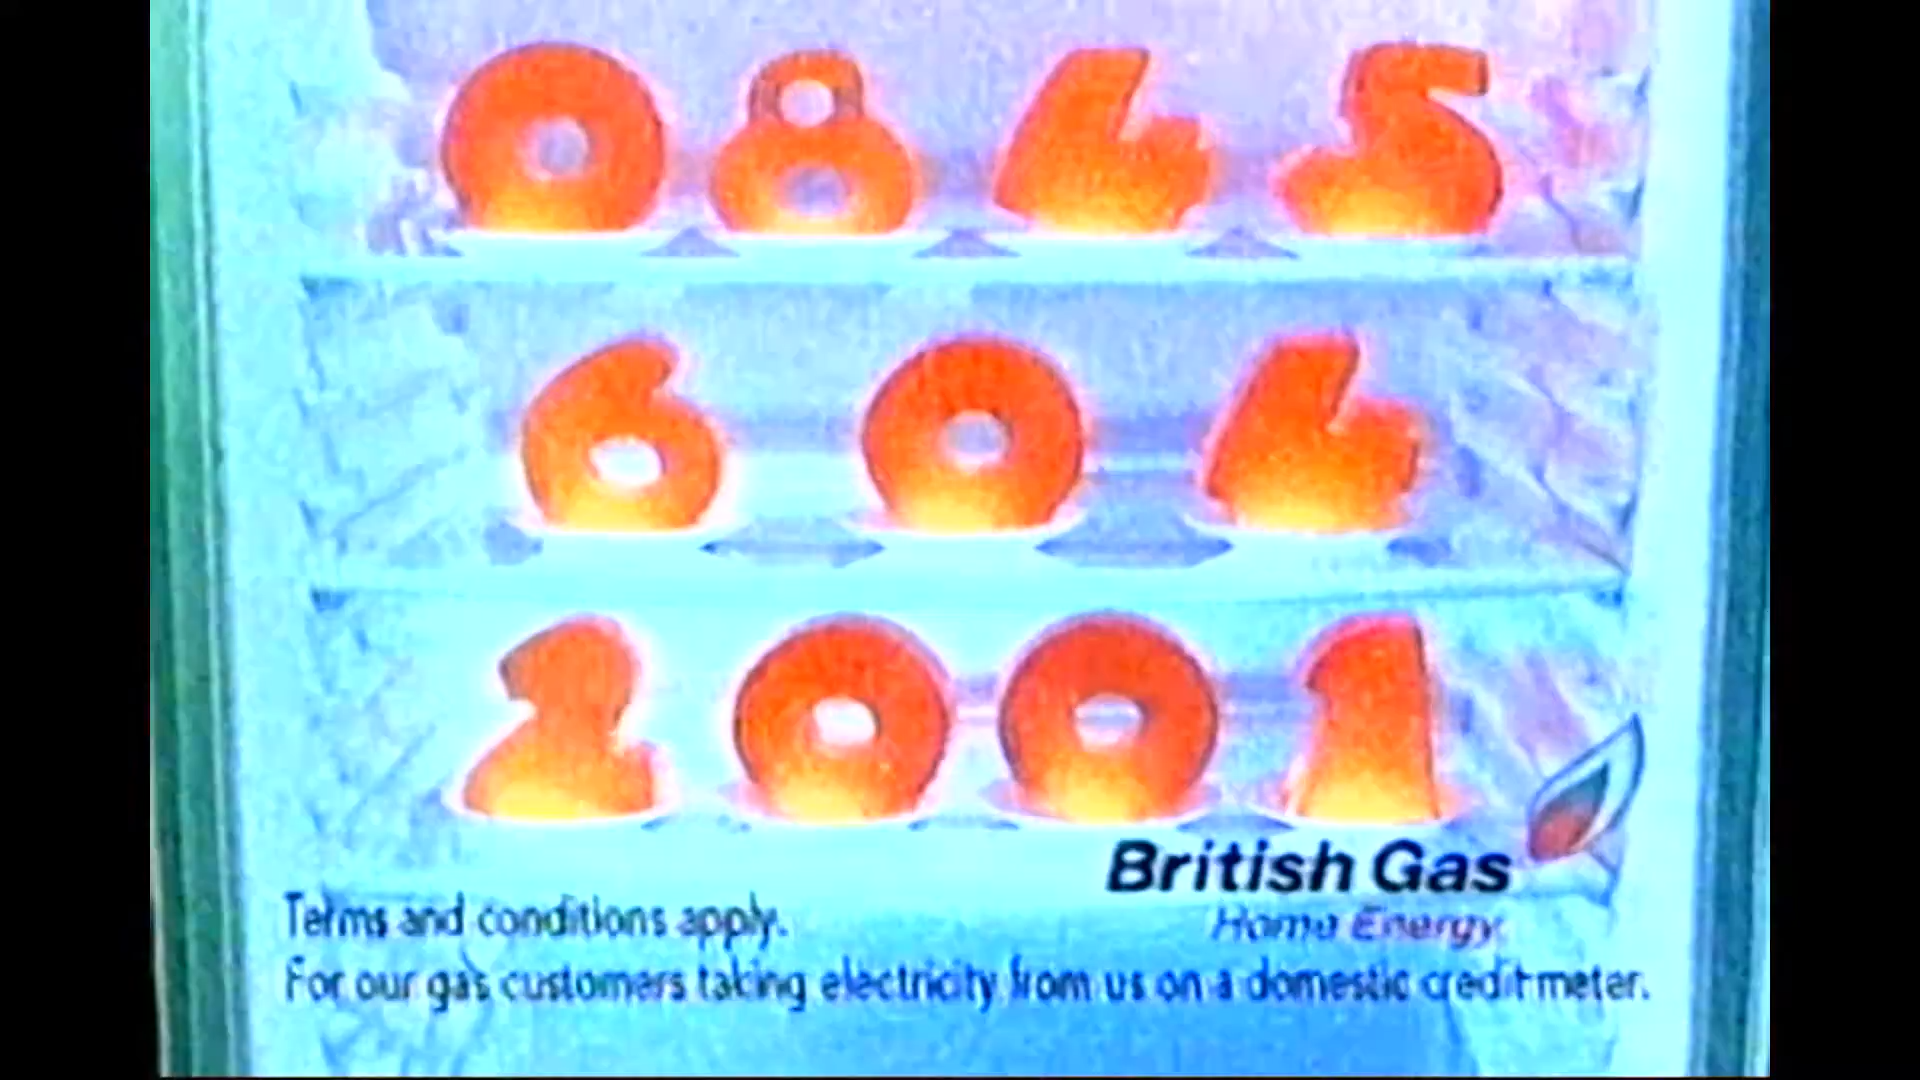 0845
604
2001
British Gas
Home Energy
Terms and conditions apply.
For our gas customers taking electricity from us on a domestic credit meter.